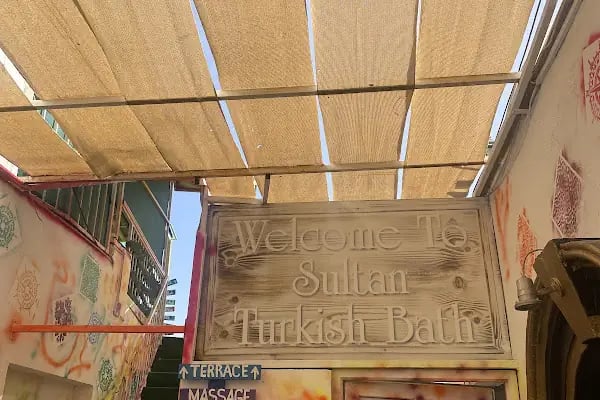 Welcome To
Sultan
Turkish Bath
↑TERRACE↑
MASSAGE